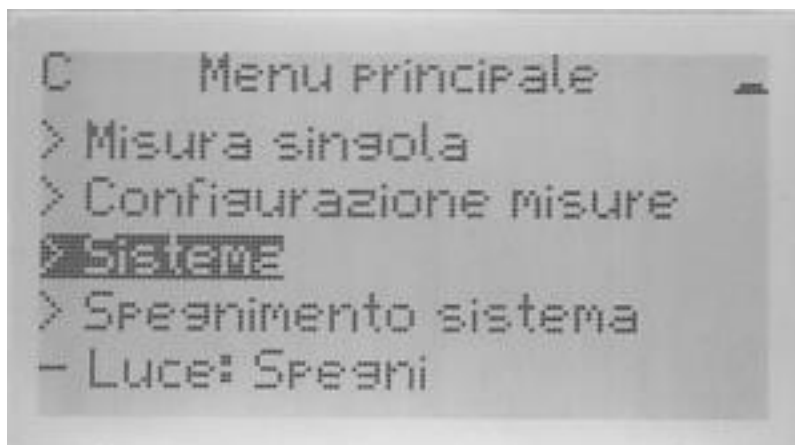 C Menu principale
> Misura singola
> Configurazione misure
> Sistema
> Spegnimento sistema
- Luce: Spegni